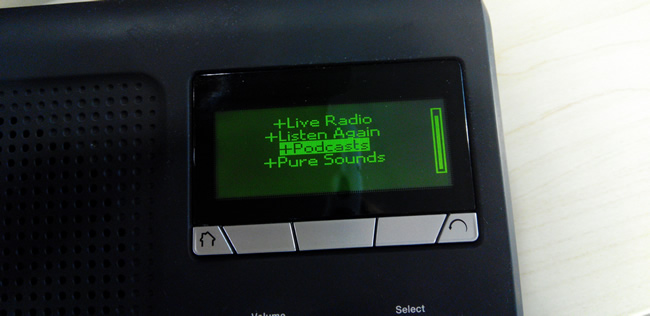 +Live Radio
+Listen Again
+Podcasts
+Pure Sounds
Volume
Select